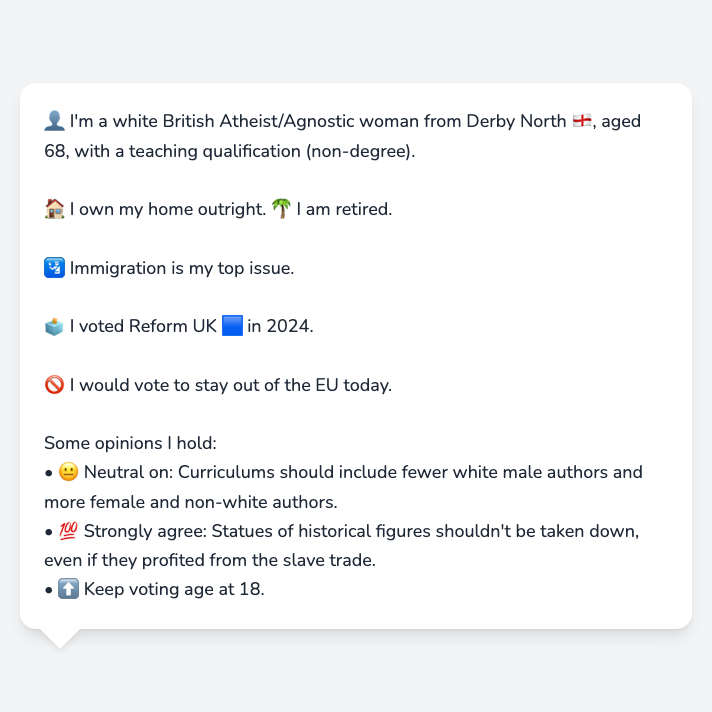 👤 I'm a white British Atheist/Agnostic woman from Derby North 🏴󠁧󠁢󠁥󠁮󠁧󠁿, aged
68, with a teaching qualification (non-degree).
🏠 I own my home outright. 🌴 I am retired.
🛂 Immigration is my top issue.
🗳️ I voted Reform UK 🟦 in 2024.
🚫 I would vote to stay out of the EU today.
Some opinions I hold:
• 😐 Neutral on: Curriculums should include fewer white male authors and
more female and non-white authors.
• 💯 Strongly agree: Statues of historical figures shouldn't be taken down,
even if they profited from the slave trade.
• ⬆️ Keep voting age at 18.